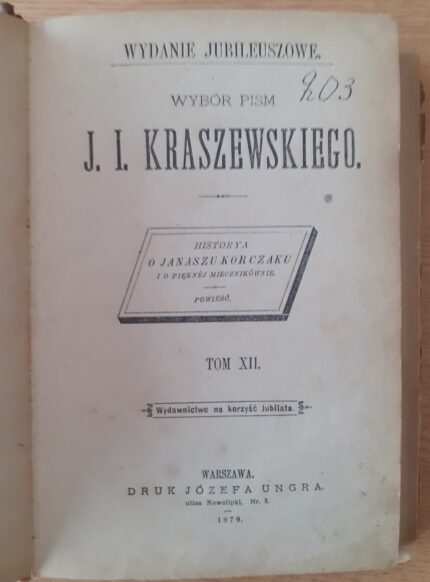 WYDANIE JUBILEUSZOWE.
203
WYBÓR PISM
J. I. KRASZEWSKIEGO.
HISTORYA
O JANASZU KORCZAKU
I O PIĘKNÉJ MIECZNIKÓWNIE.
POWIEŚĆ.
TOM XII.
Wydawnictwo na korzyść Jubilata.
WARSZAWA.
DRUK JÓZEFA UNGRA,
ulica Nowolipki, Nr. 3.
1879.